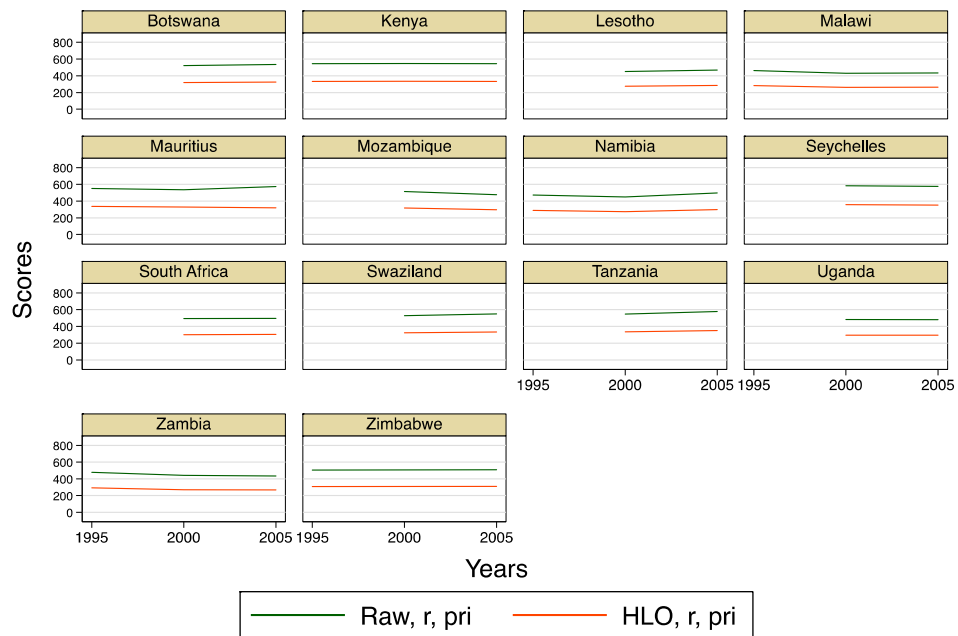 Botswana Kenya Lesotho Malawi
800
600
400
200
0
Mauritius Mozambique Namibia Seychelles
800
600
400
200
0
South Africa Swaziland Tanzania Uganda
800
600
400
200
0
1995 2000 2005 1995 2000 2005
Zambia Zimbabwe
800
600
400
200
0
1995 2000 2005 1995 2000 2005
Scores
Years
Raw, r, pri HLO, r, pri